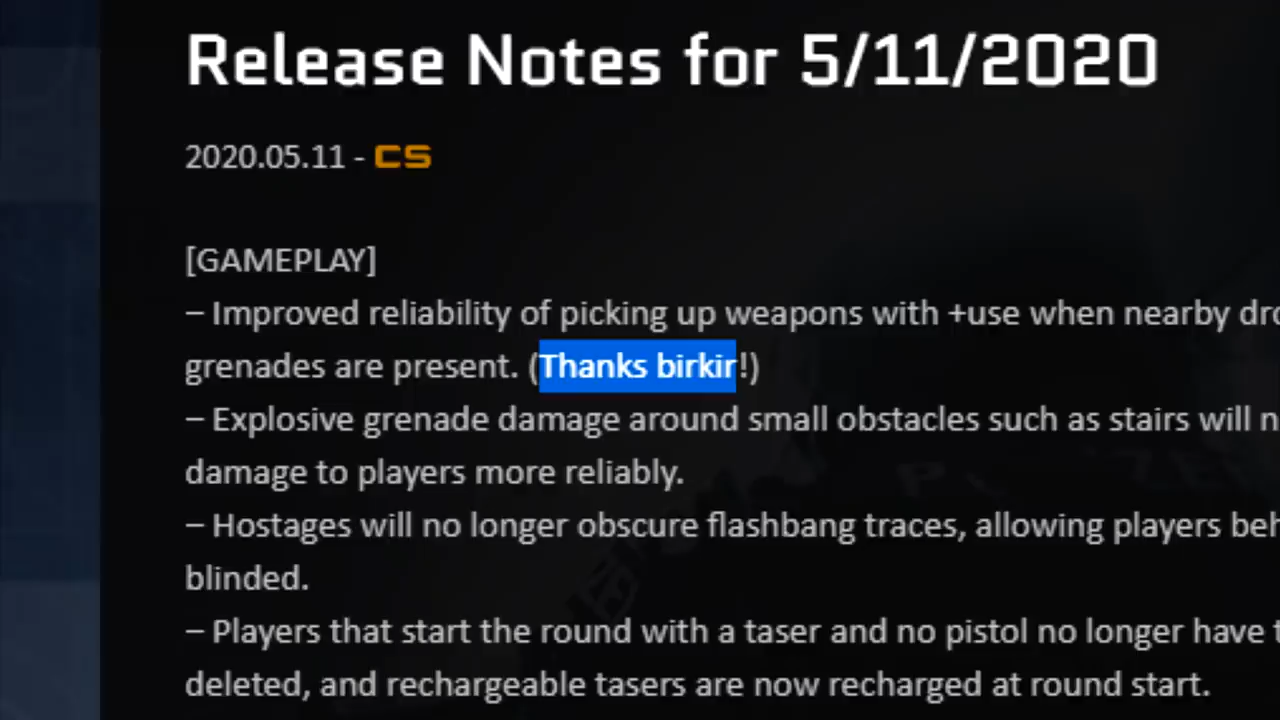 Release Notes for 5/11/2020
2020.05.11 - CS
[GAMEPLAY]
– Improved reliability of picking up weapons with +use when nearby
grenades are present. (Thanks birkir!)
– Explosive grenade damage around small obstacles such as stairs will
damage to players more reliably.
– Hostages will no longer obscure flashbang traces, allowing players
blinded.
– Players that start the round with a taser and no pistol no longer have
deleted, and rechargeable tasers are now recharged at round start.